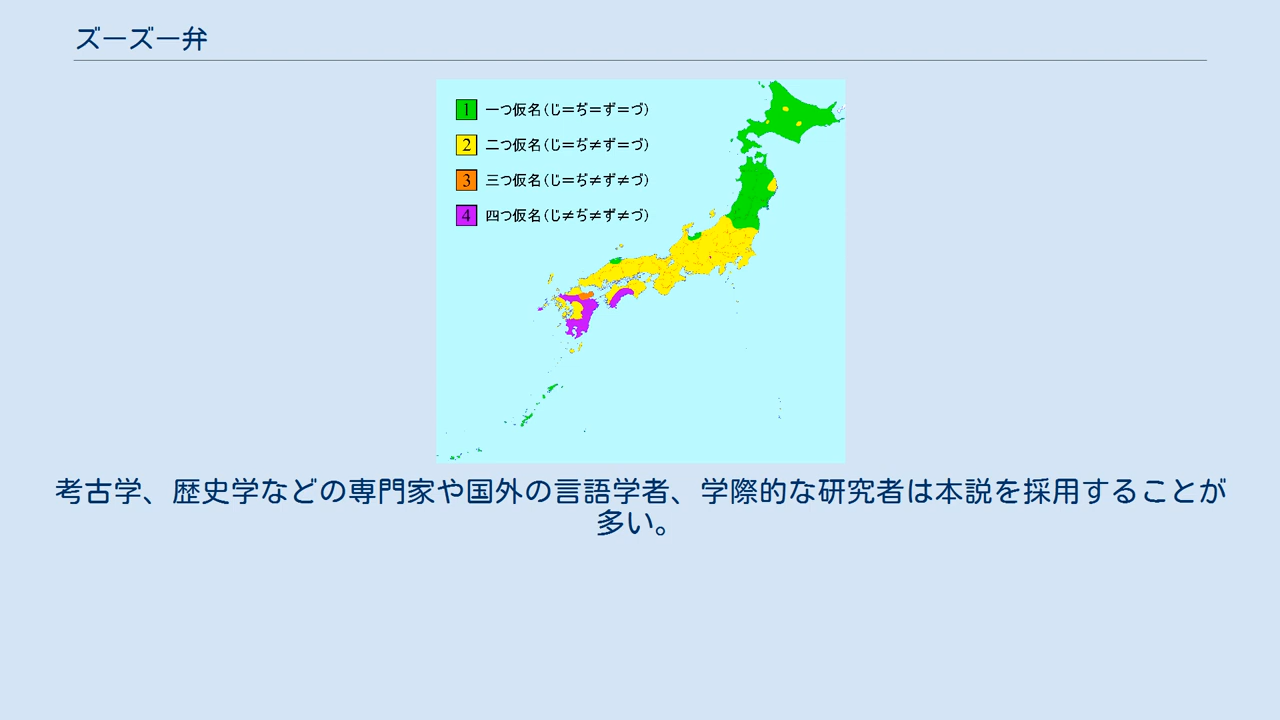 ズーズー弁
1 一つ仮名(じ=ぢ=ず=づ)
2 二つ仮名(じ=ぢ≠ず=づ)
3 三つ仮名(じ=ぢ≠ず≠づ)
4 四つ仮名(じ≠ぢ≠ず≠づ)
考古学、歴史学などの専門家や国外の言語学者、学際的な研究者は本説を採用することが
多い。